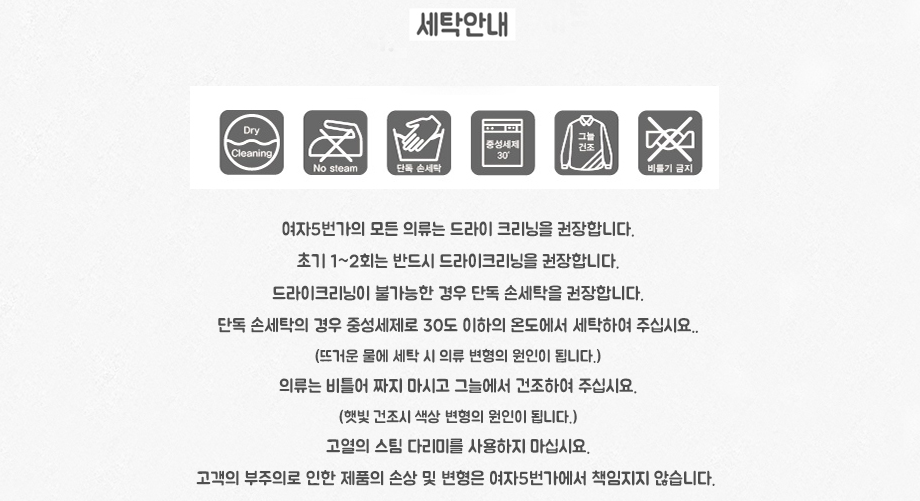 세탁안내
Dry Cleaning
No steam
단독 손세탁
중성세제 30°
그늘 건조
비틀기 금지
여자5번가의 모든 의류는 드라이 크리닝을 권장합니다.
초기 1~2회는 반드시 드라이크리닝을 권장합니다.
드라이크리닝이 불가능한 경우 단독 손세탁을 권장합니다.
단독 손세탁의 경우 중성세제로 30도 이하의 온도에서 세탁하여 주십시요..
(뜨거운 물에 세탁 시 의류 변형의 원인이 됩니다.)
의류는 비틀어 짜지 마시고 그늘에서 건조하여 주십시요.
(햇빛 건조시 색상 변형의 원인이 됩니다.)
고열의 스팀 다리미를 사용하지 마십시요.
고객의 부주의로 인한 제품의 손상 및 변형은 여자5번가에서 책임지지 않습니다.